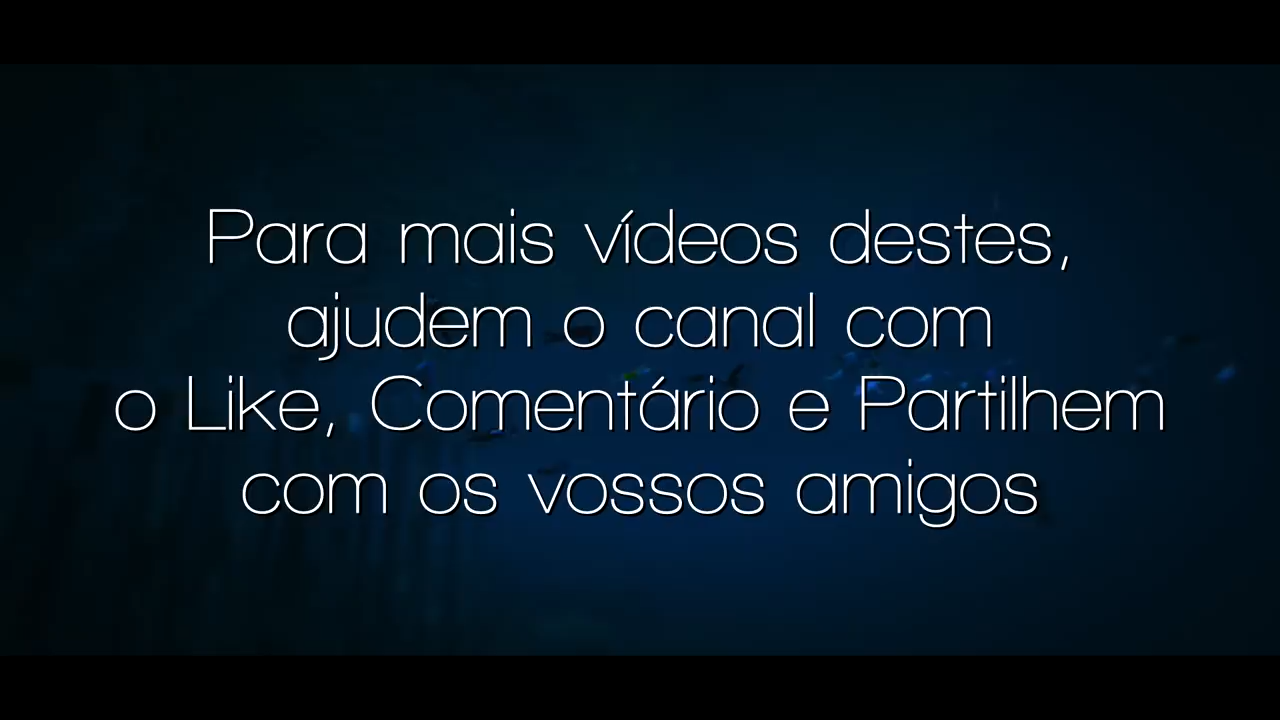 Para mais vídeos destes,
ajudem o canal com
o Like, Comentário e Partilhem
com os vossos amigos